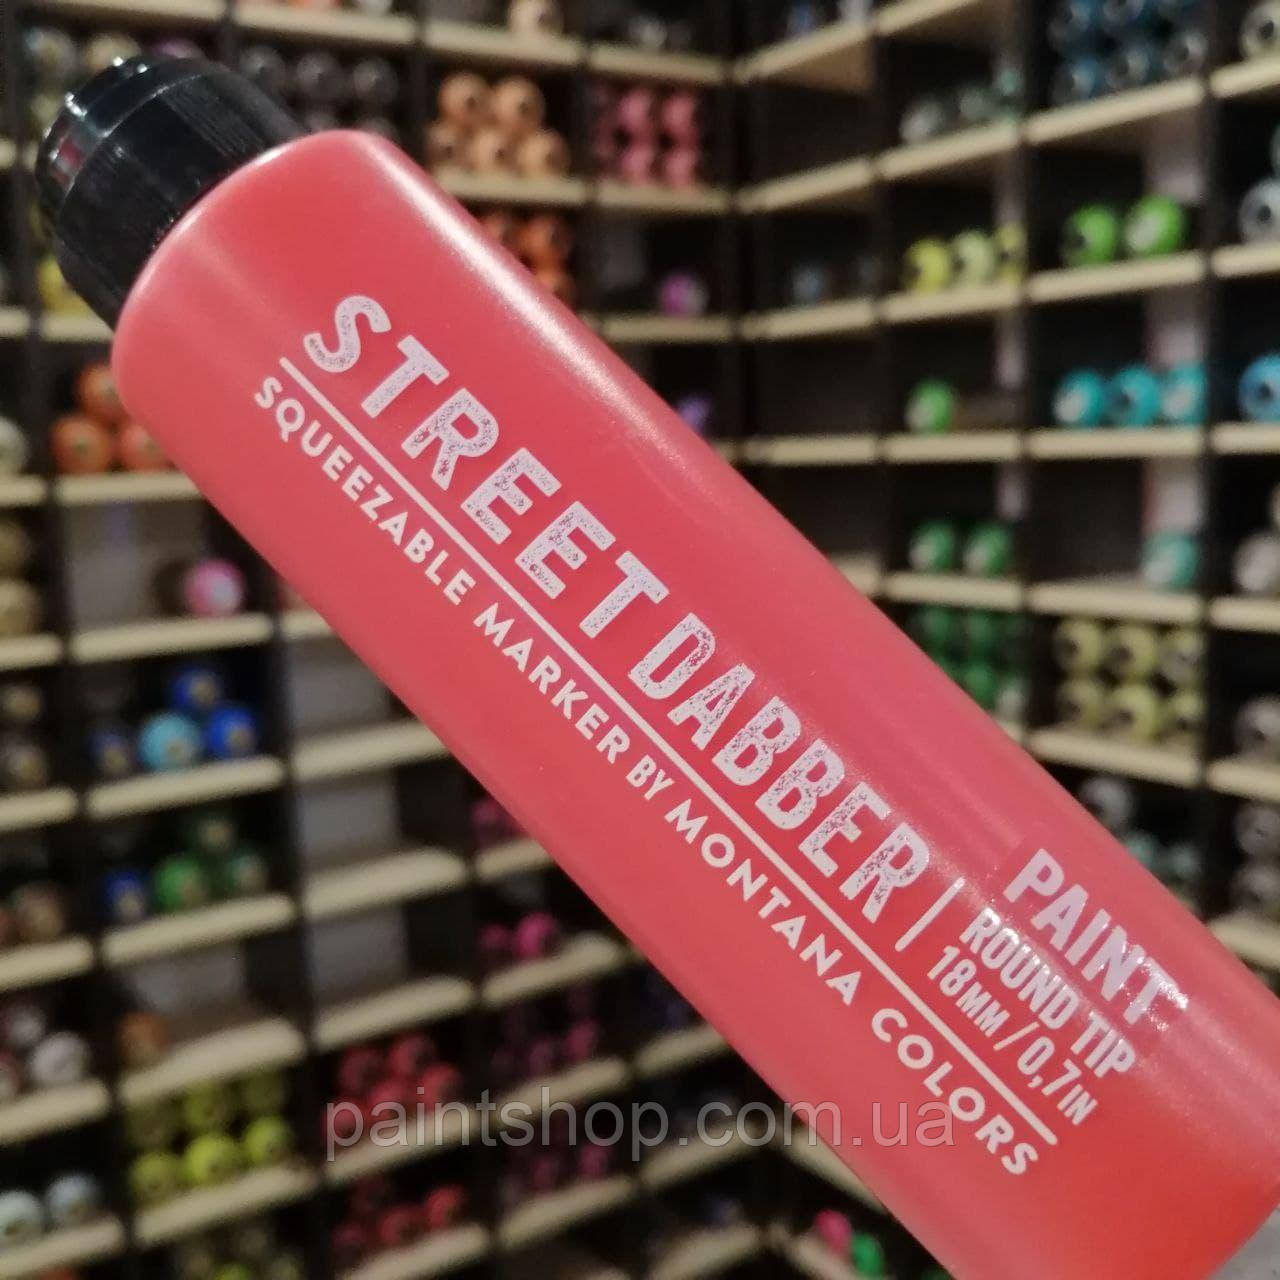 STREET DABBER |
SQUEEZABLE MARKER BY MONTANA COLORS
PAINT
ROUND TIP
18MM/0,7IN
paintshop.com.ua